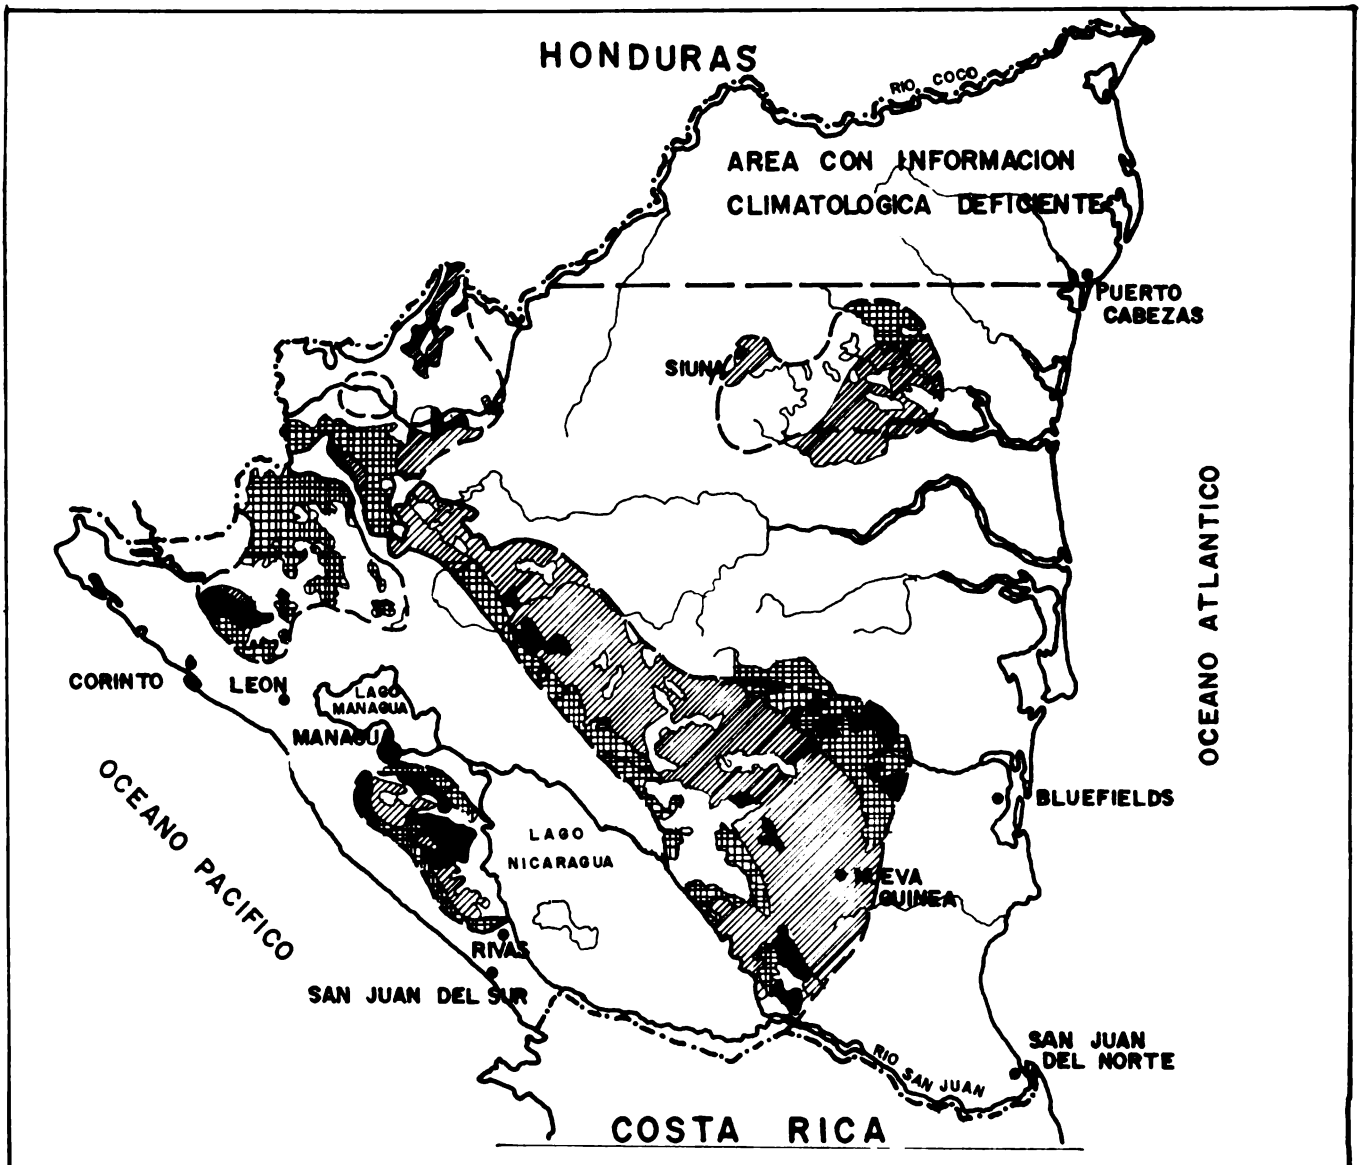 HONDURAS
RIO COCO
AREA CON INFORMACION
CLIMATOLOGICA DEFICIENTE
PUERTO
CABEZAS
SIUNA
OCEANO ATLANTICO
CORINTO
LEON
LAGO
MANAGUA
MANAGUA
OCEANO PACIFICO
BLUEFIELDS
LAGO
NICARAGUA
NUEVA
GUINEA
RIVAS
SAN JUAN DEL SUR
SAN JUAN
DEL NORTE
RIO SAN JUAN
COSTA RICA